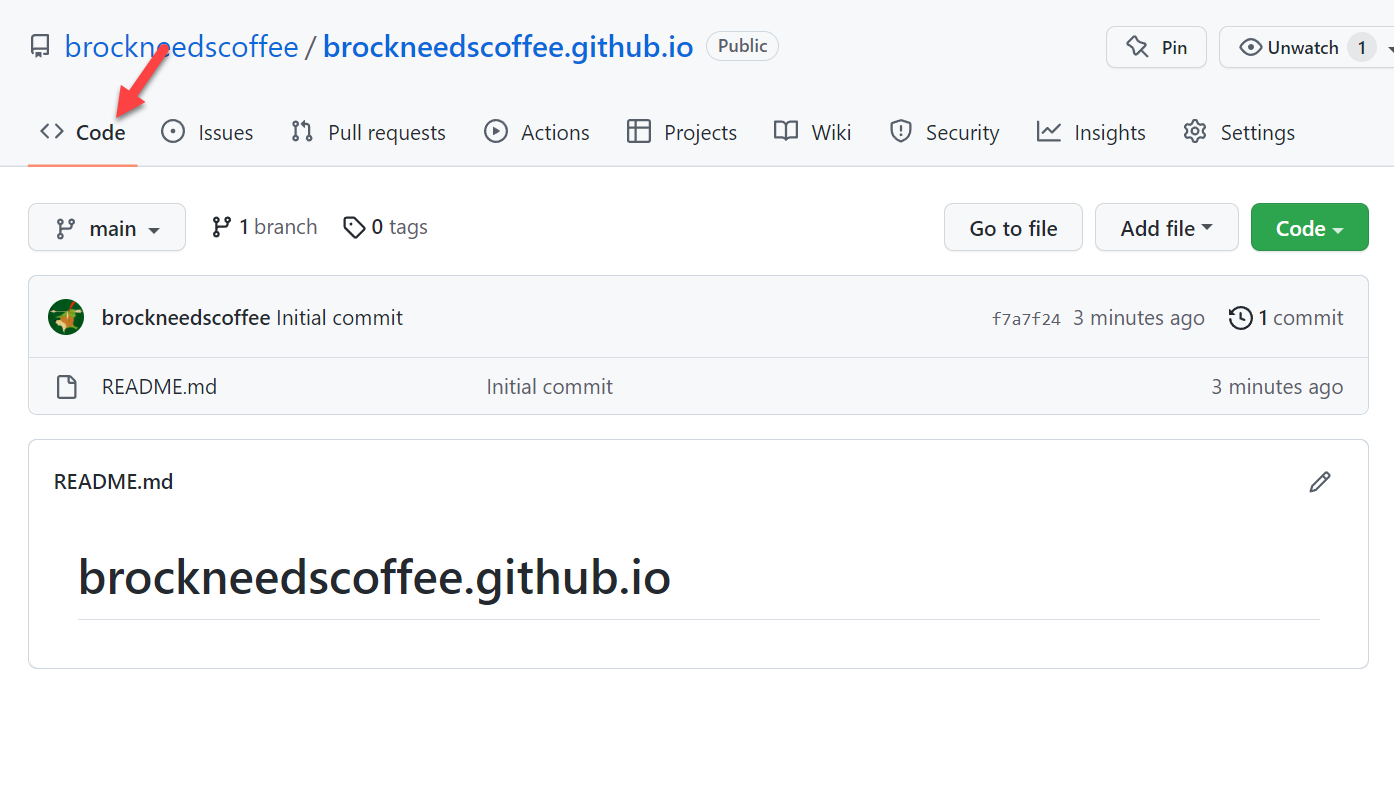 brockneedscoffee / brockneedscoffee.github.io Public Pin Unwatch 1
Code Issues Pull requests Actions Projects Wiki Security Insights Settings
main 1 branch 0 tags Go to file Add file Code
brockneedscoffee Initial commit f7a7f24 3 minutes ago 1 commit
README.md Initial commit 3 minutes ago
README.md
brockneedscoffee.github.io